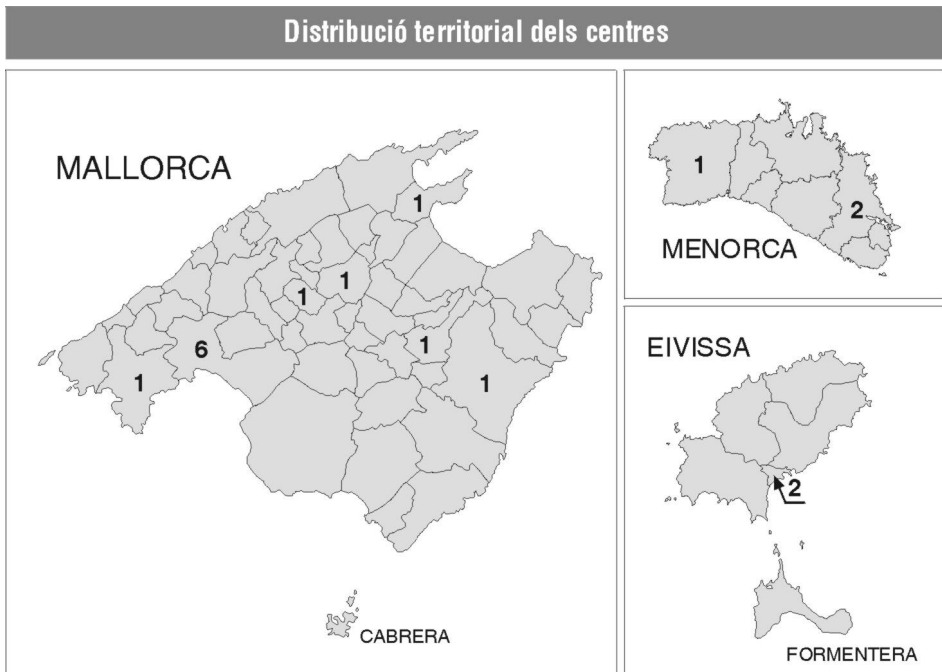 Distribució territorial dels centres
MALLORCA
1
1
1
6
1
1
1
CABRERA
1
2
MENORCA
EIVISSA
2
FORMENTERA